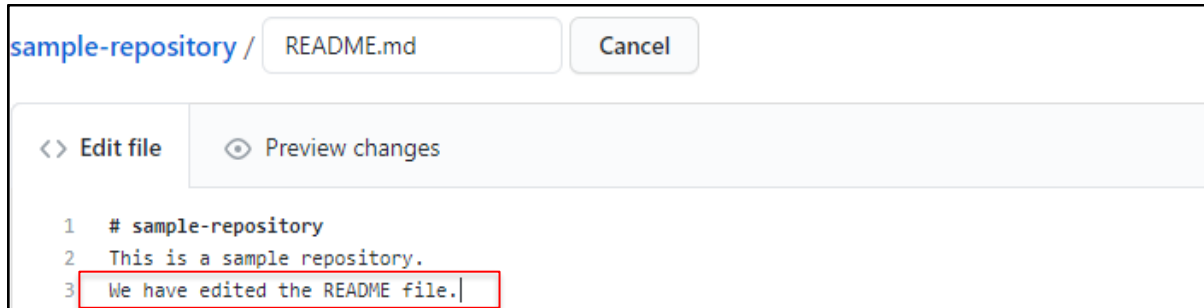 sample-repository / README.md Cancel
<> Edit file Preview changes
1 # sample-repository
2 This is a sample repository.
3 We have edited the README file.